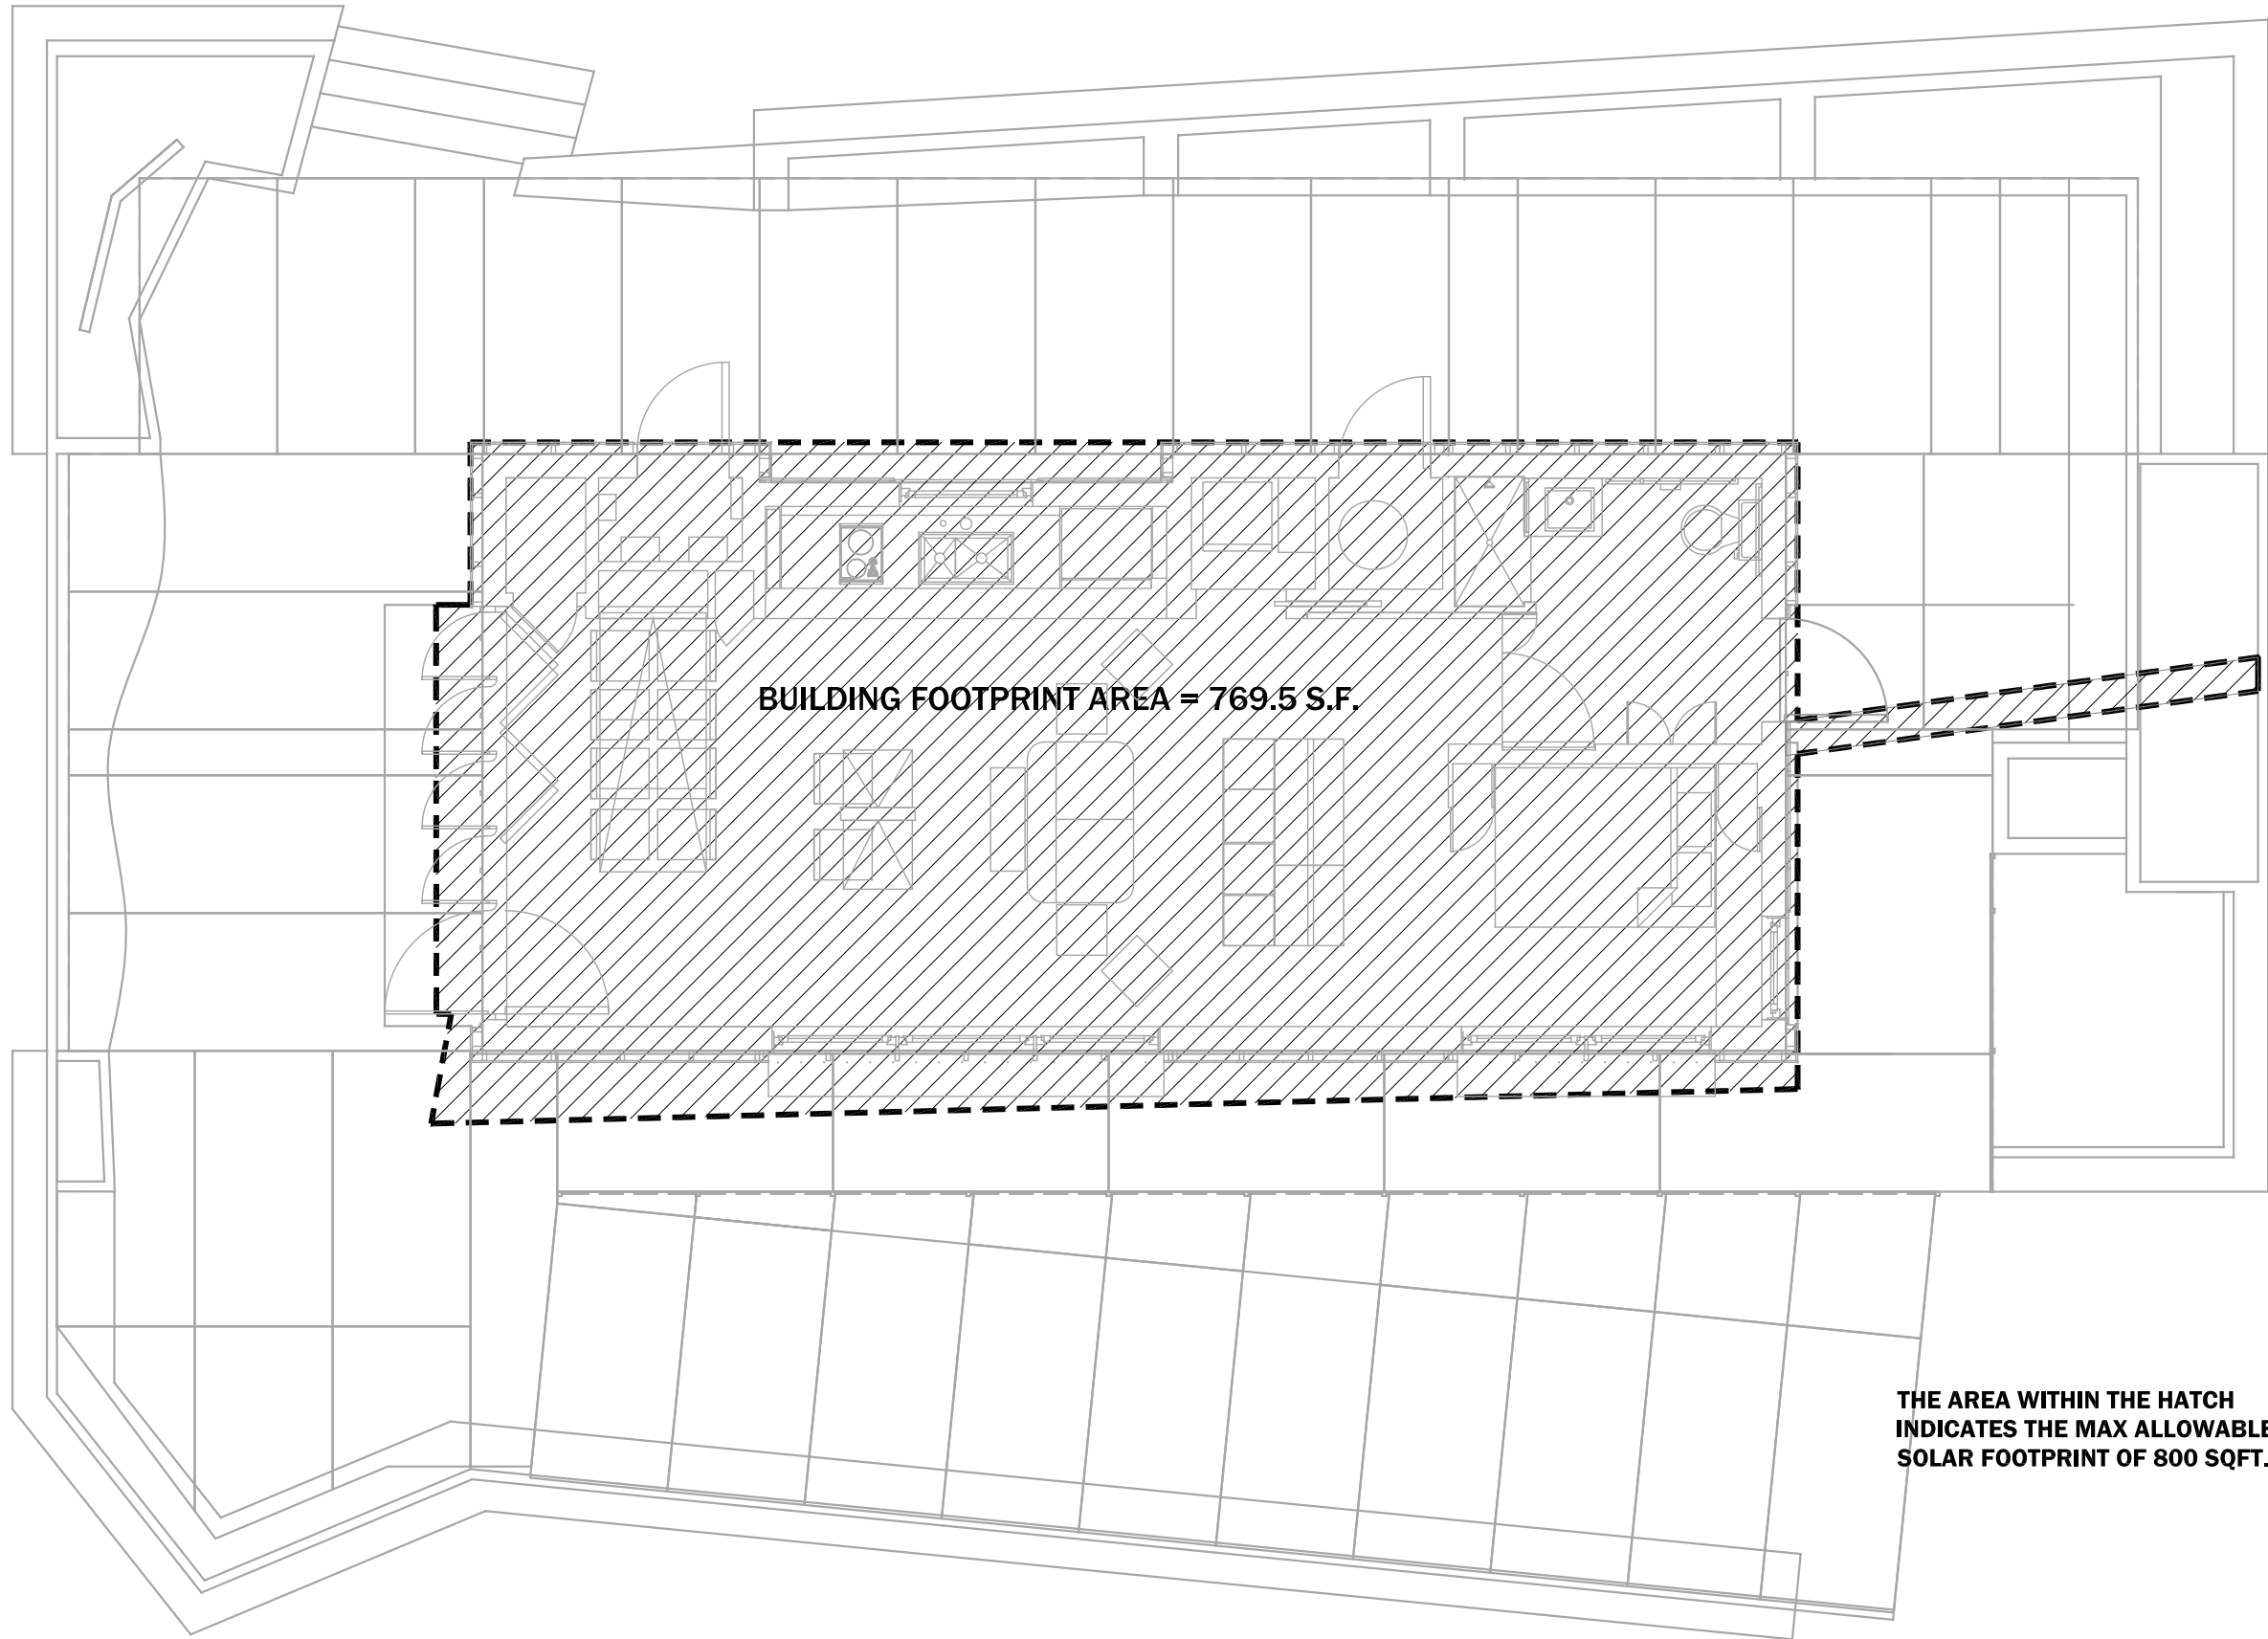 BUILDING FOOTPRINT AREA = 769.5 S.F.
THE AREA WITHIN THE HATCH
INDICATES THE MAX ALLOWABLE
SOLAR FOOTPRINT OF 800 SQFT.